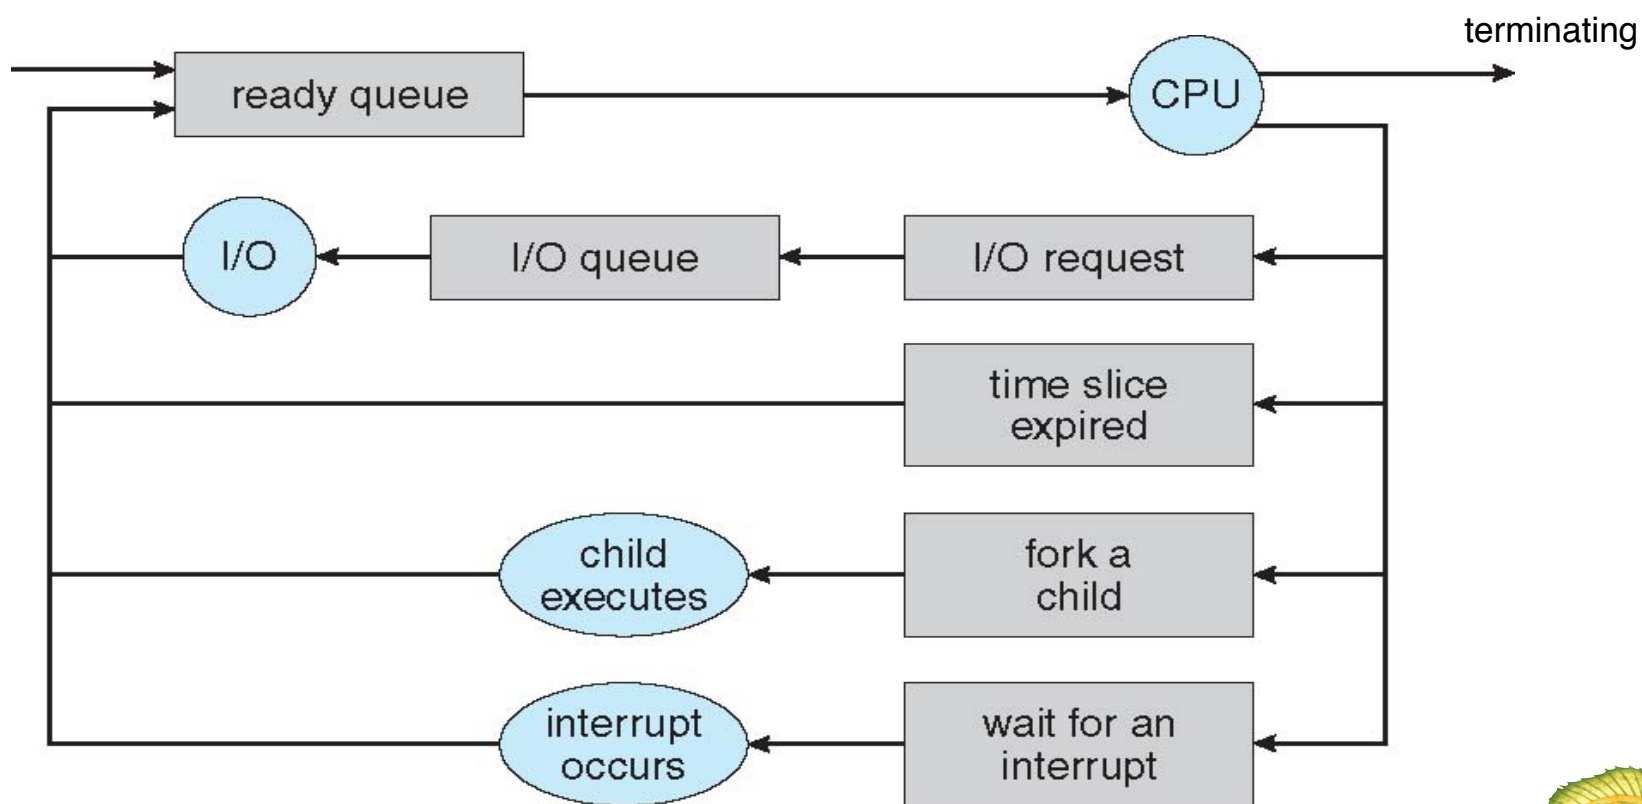 terminating
ready queue
CPU
I/O
I/O queue
I/O request
time slice
expired
child
executes
fork a
child
interrupt
occurs
wait for an
interrupt